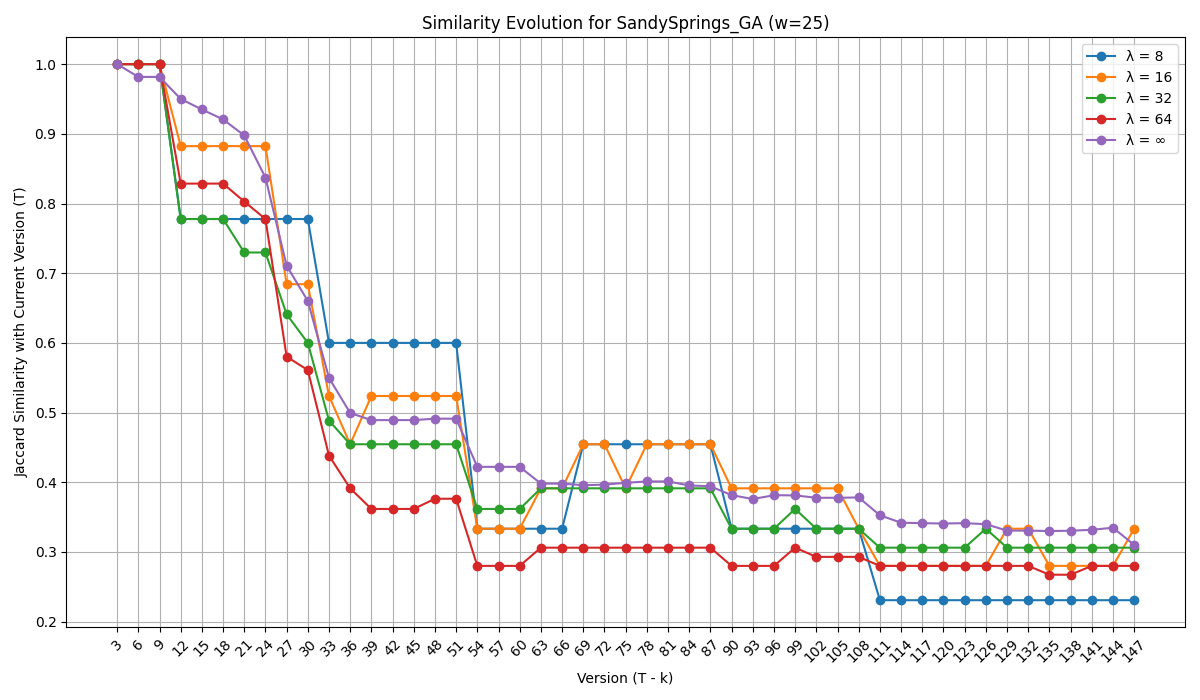 Similarity Evolution for SandySprings_GA (w=25)
λ = 8
λ = 16
λ = 32
λ = 64
λ = ∞
Jaccard Similarity with Current Version (T)
1.0
0.9
0.8
0.7
0.6
0.5
0.4
0.3
0.2
3 6 9 12 15 18 21 24 27 30 33 36 39 42 45 48 51 54 57 60 63 66 69 72 75 78 81 84 87 90 93 96 99 102 105 108 111 114 117 120 123 126 129 132 135 138 141 144 147
Version (T - k)